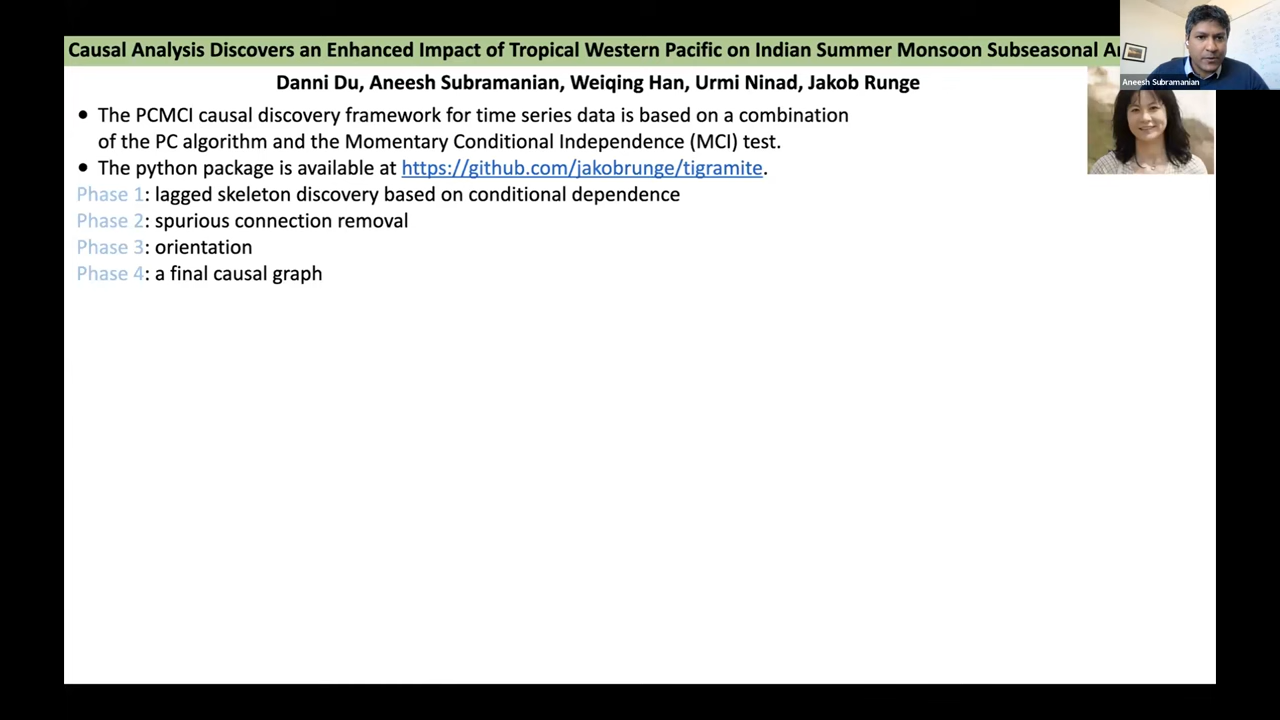 Causal Analysis Discovers an Enhanced Impact of Tropical Western Pacific on Indian Summer Monsoon Subseasonal
Aneesh Subramanian
Danni Du, Aneesh Subramanian, Weiqing Han, Urmi Ninad, Jakob Runge
• The PCMCI causal discovery framework for time series data is based on a combination
of the PC algorithm and the Momentary Conditional Independence (MCI) test.
• The python package is available at https://github.com/jakobrunge/tigramite.
Phase 1: lagged skeleton discovery based on conditional dependence
Phase 2: spurious connection removal
Phase 3: orientation
Phase 4: a final causal graph